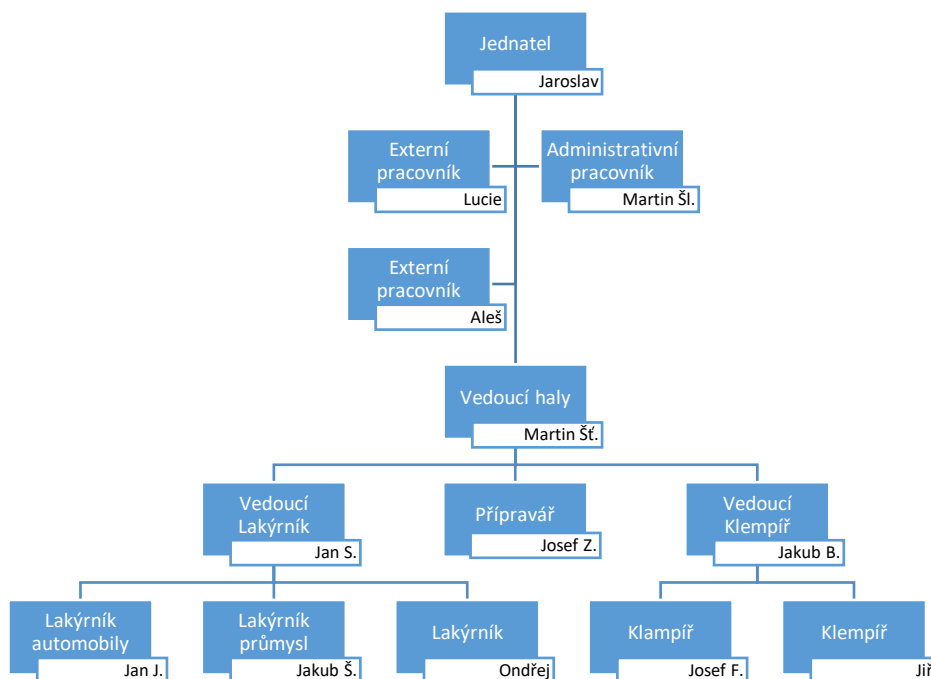 Jednatel
Jaroslav
Externí
pracovník
Lucie
Administrativní
pracovník
Martin Šl.
Externí
pracovník
Aleš
Vedoucí haly
Martin Šť.
Vedoucí
Lakýrník
Jan S.
Přípravář
Josef Z.
Vedoucí
Klempíř
Jakub B.
Lakýrník
automobily
Jan J.
Lakýrník
průmysl
Jakub Š.
Lakýrník
Ondřej
Klampíř
Josef F.
Klempíř
Jiř